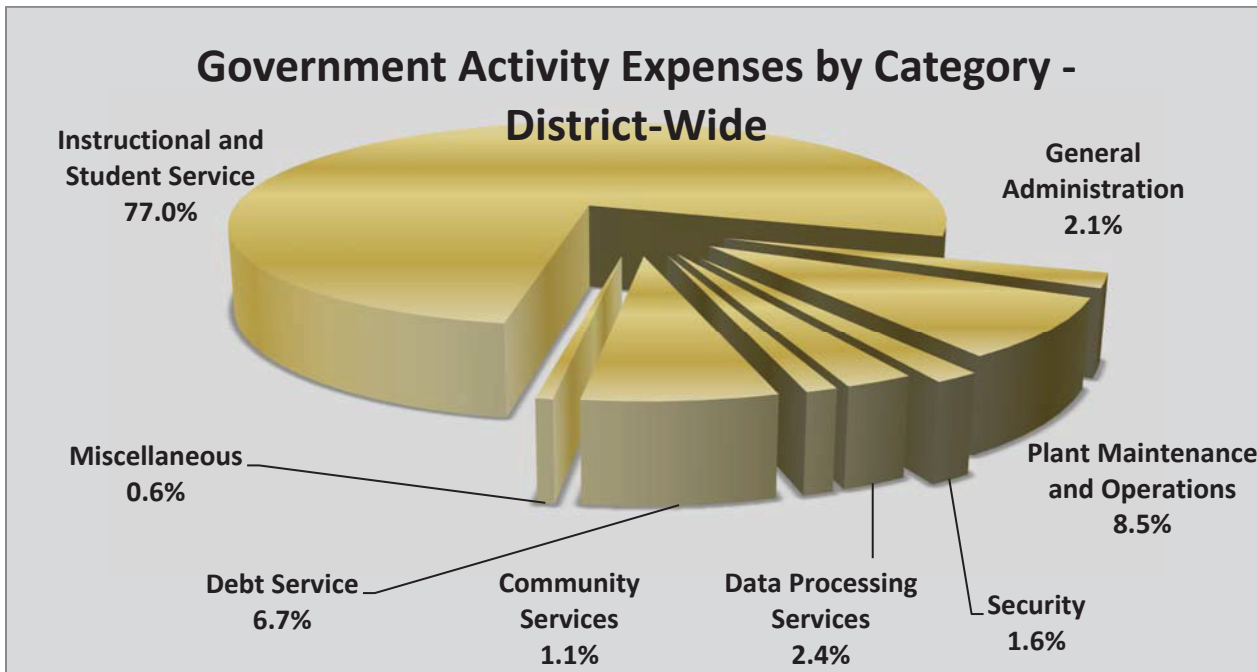 Government Activity Expenses by Category -
District-Wide
Instructional and
Student Service
77.0%
General
Administration
2.1%
Plant Maintenance
and Operations
8.5%
Miscellaneous
0.6%
Debt Service
6.7%
Community
Services
1.1%
Data Processing
Services
2.4%
Security
1.6%